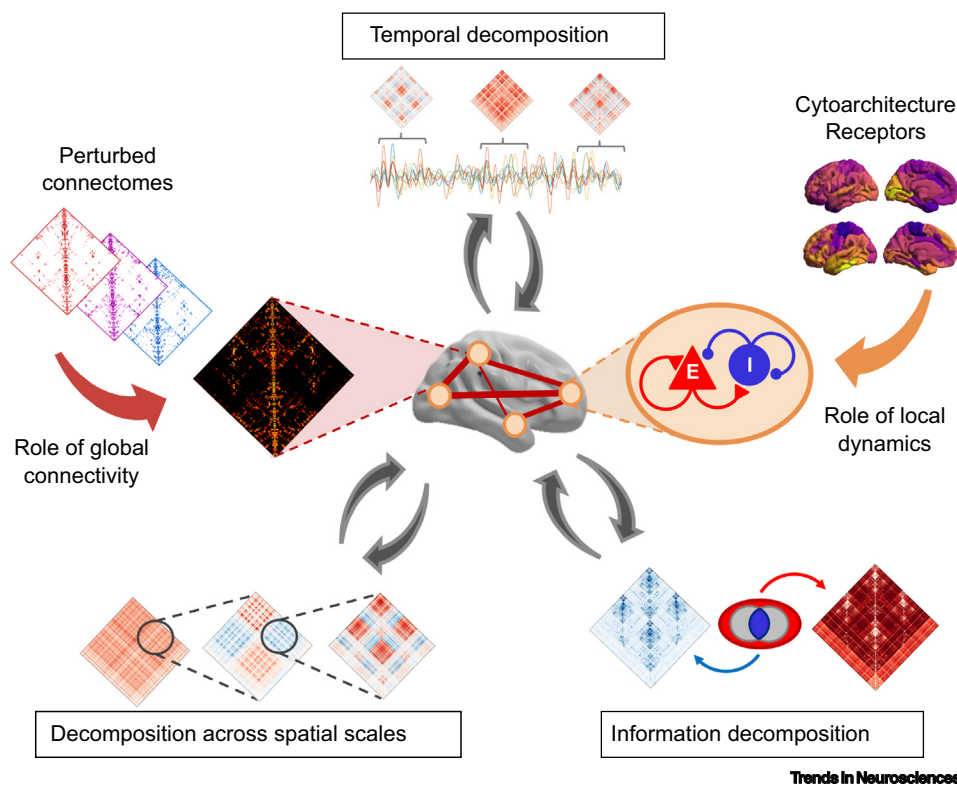 Temporal decomposition
Cytoarchitecture
Receptors
Perturbed
connectomes
E
I
Role of global
connectivity
Role of local
dynamics
Decomposition across spatial scales
Information decomposition
Trends in Neurosciences